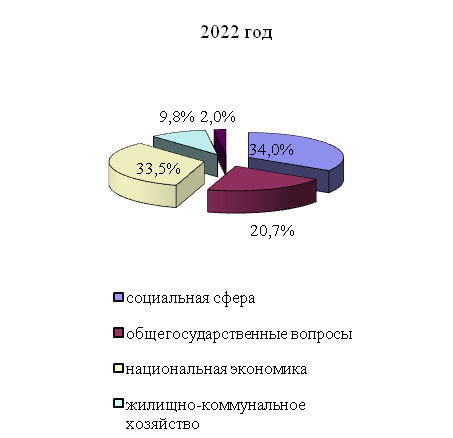 2022 год
9,8% 2,0%
34,0%
33,5%
20,7%
социальная сфера
общегосударственные вопросы
национальная экономика
жилищно-коммунальное
хозяйство